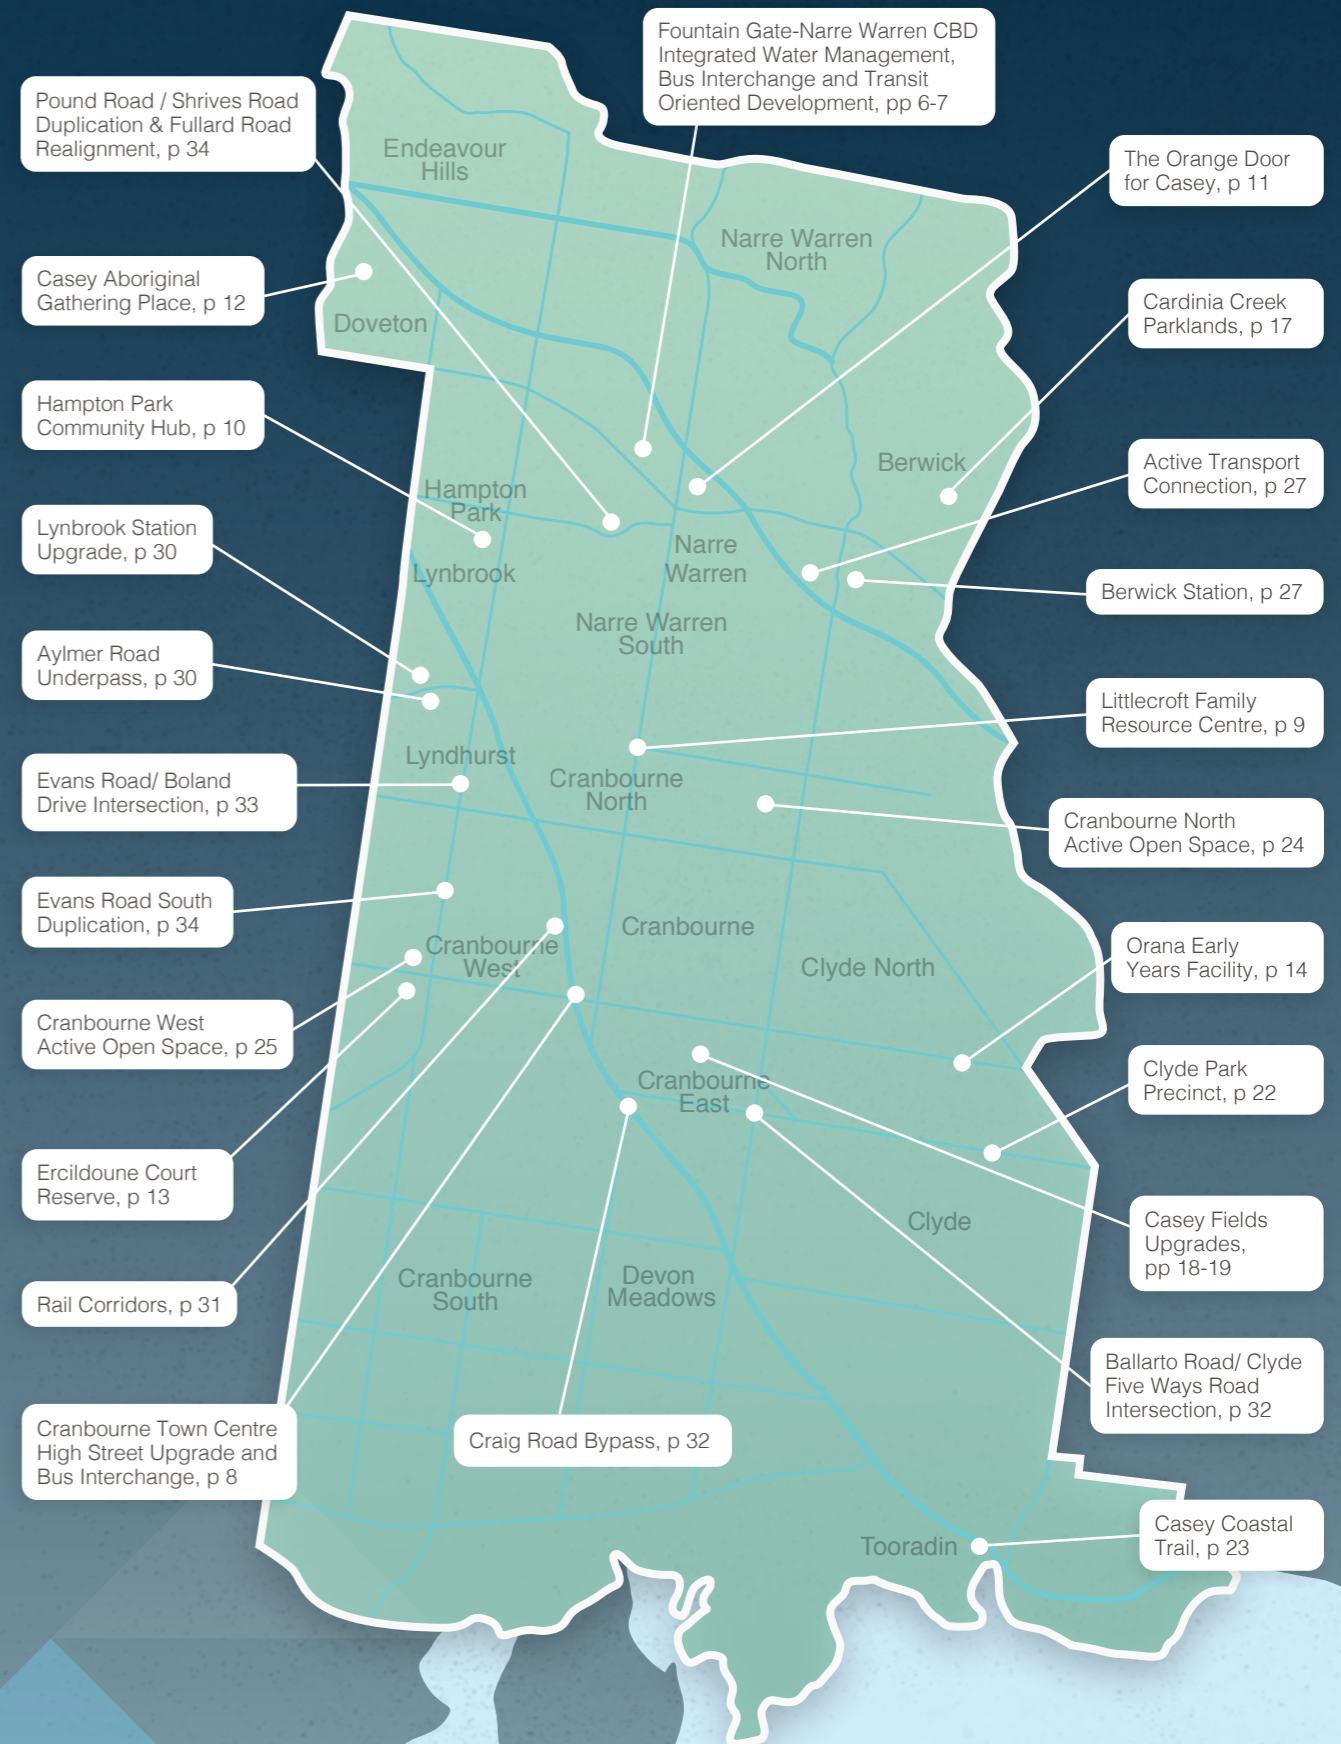 Fountain Gate-Narre Warren CBD
Integrated Water Management,
Bus Interchange and Transit
Oriented Development, pp 6-7
Pound Road / Shrives Road
Duplication & Fullard Road
Realignment, p 34
Casey Aboriginal
Gathering Place, p 12
Hampton Park
Community Hub, p 10
Lynbrook Station
Upgrade, p 30
Aylmer Road
Underpass, p 30
Evans Road/ Boland
Drive Intersection, p 33
Evans Road South
Duplication, p 34
Cranbourne West
Active Open Space, p 25
Ercildoune Court
Reserve, p 13
Rail Corridors, p 31
Cranbourne Town Centre
High Street Upgrade and
Bus Interchange, p 8
Craig Road Bypass, p 32
The Orange Door
for Casey, p 11
Cardinia Creek
Parklands, p 17
Active Transport
Connection, p 27
Berwick Station, p 27
Littlecroft Family
Resource Centre, p 9
Cranbourne North
Active Open Space, p 24
Orana Early
Years Facility, p 14
Clyde Park
Precinct, p 22
Casey Fields
Upgrades,
pp 18-19
Ballarto Road/ Clyde
Five Ways Road
Intersection, p 32
Casey Coastal
Trail, p 23
Endeavour
Hills
Narre Warren
North
Doveton
Berwick
Hampton
Park
Lynbrook
Narre
Warren
Narre Warren
South
Lyndhurst
Cranbourne
North
Cranbourne
West
Cranbourne
Clyde North
Cranbourne
East
Clyde
Cranbourne
South
Devon
Meadows
Tooradin